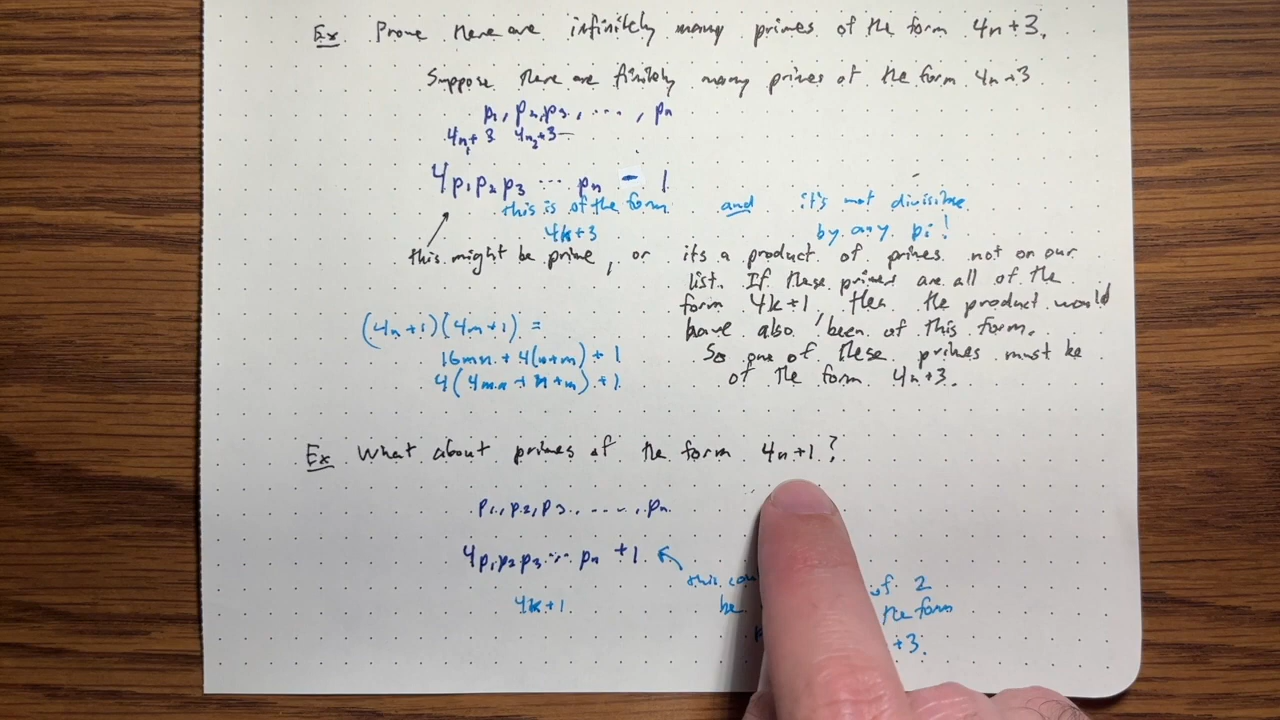 Ex Prove there are infinitely many primes of the form 4n+3.
Suppose there are finitely many primes of the form 4n+3
p1, p2, p3, ..., pn
4n1+3 4n2+3
4p1p2p3 ... pn - 1
this is of the form and it's not divisible
4k+3 by any pi!
this might be prime, or its a product of primes not on our
list. If these primes are all of the
form 4k+1, then the product would
have also been of this form.
So one of these primes must be
of the form 4n+3.
(4n+1)(4m+1) =
16mn + 4(n+m) + 1
4(4mn + n + m) + 1
Ex What about primes of the form 4n+1?
p1, p2, p3, ..., pn
4p1p2p3 ... pn +1
this of 2
4k+1 be the form
+3.